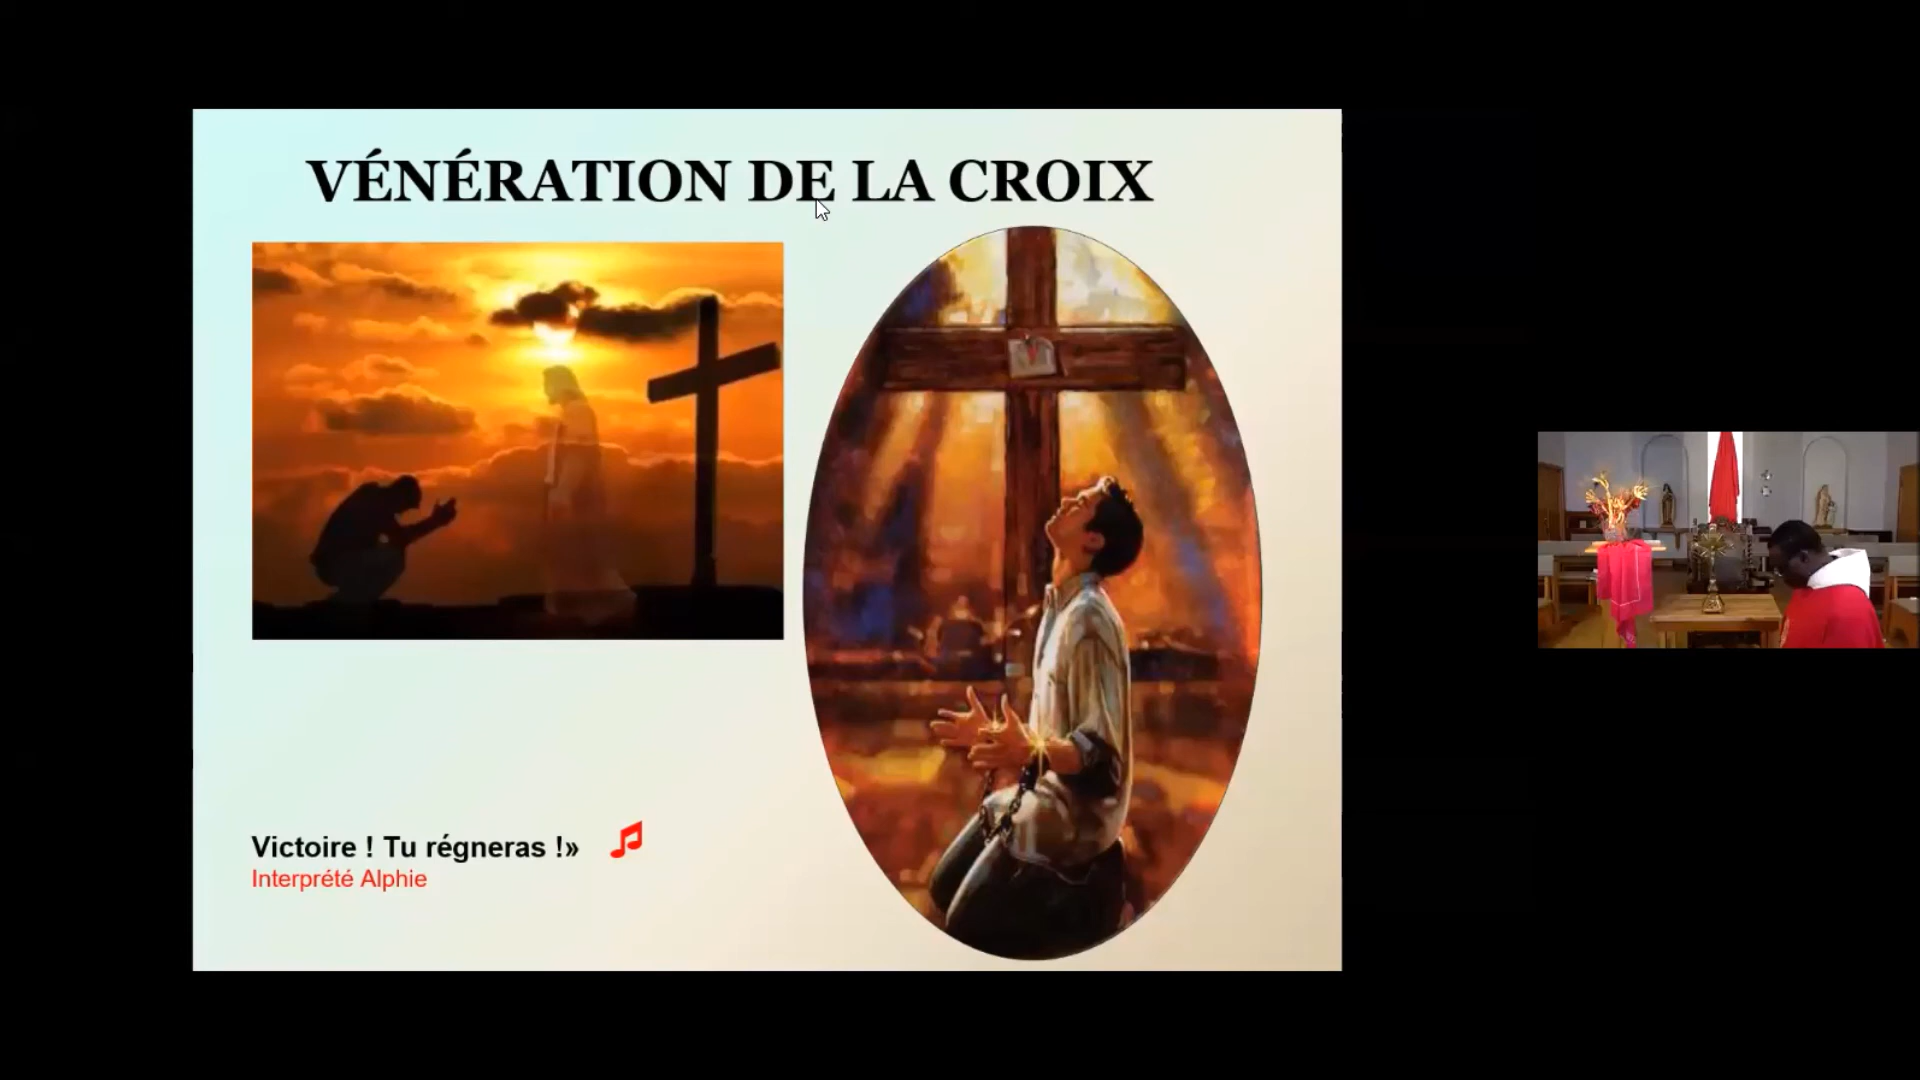 VÉNÉRATION DE LA CROIX
Victoire ! Tu régneras !»
Interprété Alphie